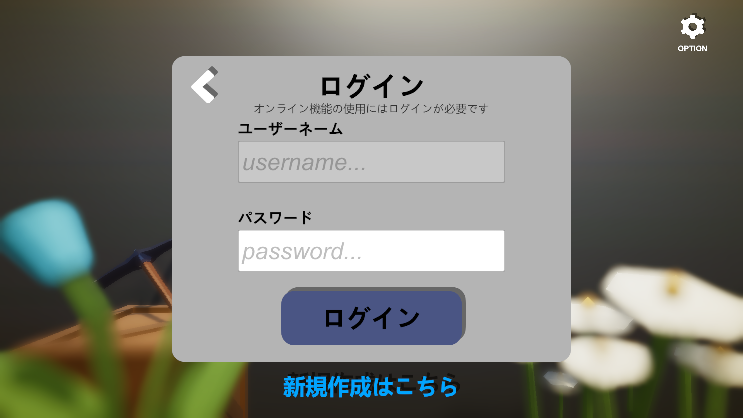 OPTION
ログイン
オンライン機能の使用にはログインが必要です
ユーザーネーム
username...
パスワード
password...
ログイン
新規作成はこちら